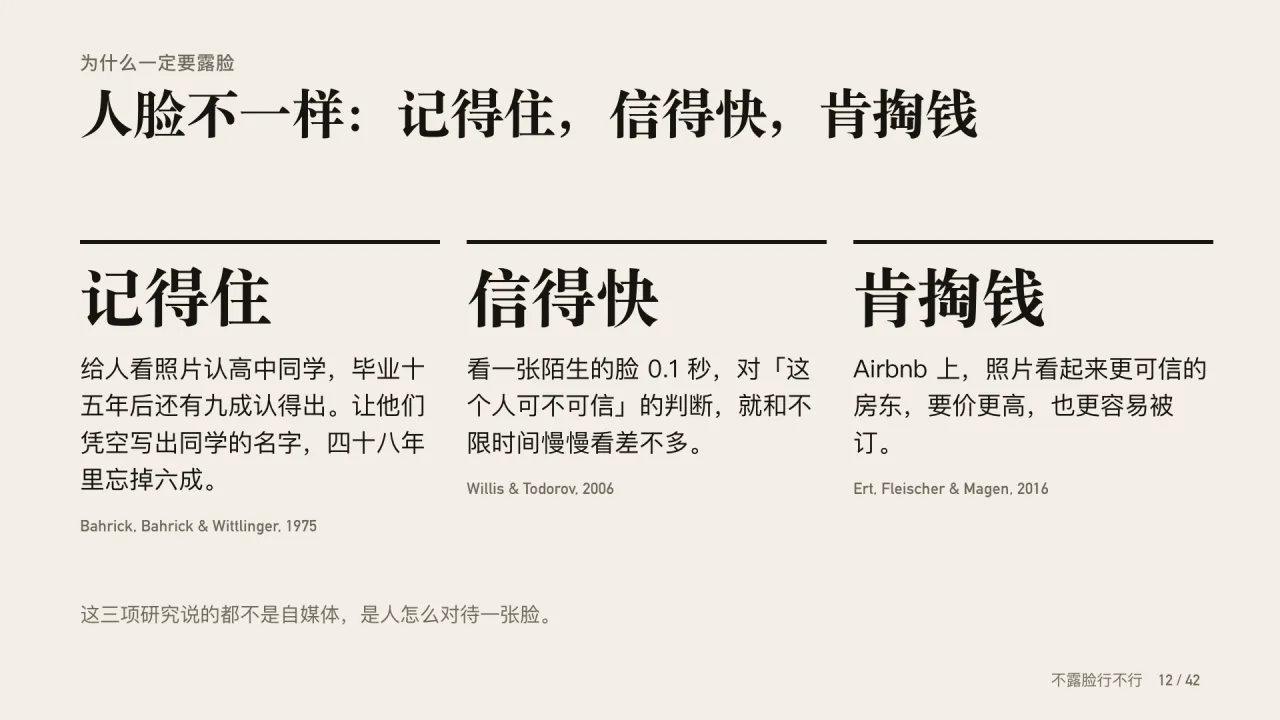 为什么一定要露脸
人脸不一样：记得住，信得快，肯掏钱
记得住
给人看照片认高中同学，毕业十
五年后还有九成认得出。让他们
凭空写出同学的名字，四十八年
里忘掉六成。
Bahrick, Bahrick & Wittlinger, 1975
信得快
看一张陌生的脸 0.1 秒，对「这
个人可不可信」的判断，就和不
限时间慢慢看差不多。
Willis & Todorov, 2006
肯掏钱
Airbnb 上，照片看起来更可信的
房东，要价更高，也更容易被
订。
Ert, Fleischer & Magen, 2016
这三项研究说的都不是自媒体，是人怎么对待一张脸。
不露脸行不行 12 / 42